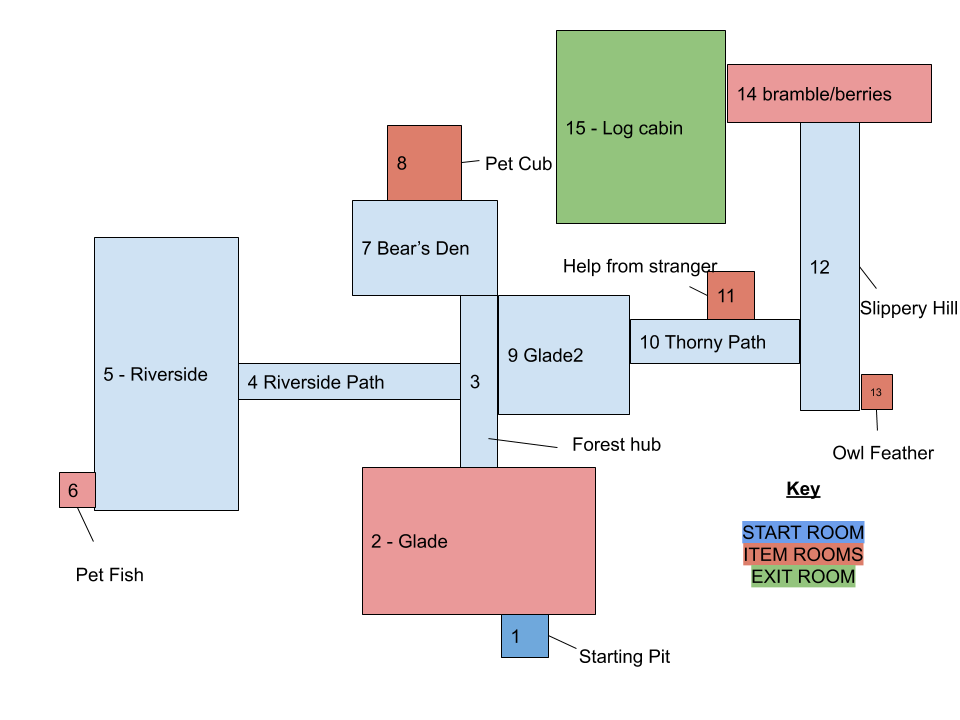 15 - Log cabin
14 bramble/berries
8
Pet Cub
7 Bear’s Den
Help from stranger
11
12
Slippery Hill
5 - Riverside
4 Riverside Path
3
9 Glade2
10 Thorny Path
13
Owl Feather
Forest hub
6
Pet Fish
2 - Glade
1
Starting Pit
Key
START ROOM
ITEM ROOMS
EXIT ROOM